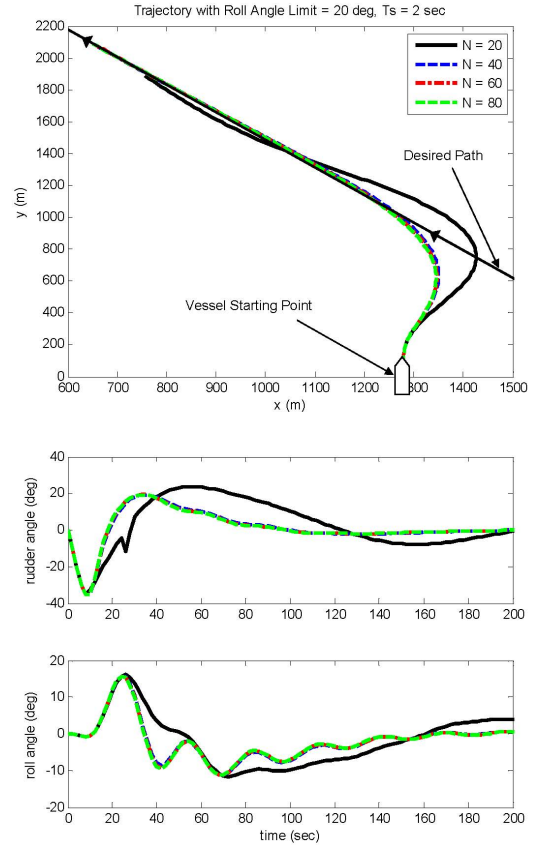 Trajectory with Roll Angle Limit = 20 deg, Ts = 2 sec
2200
2000
1800
1600
1400
1200
1000
800
600
400
200
0
y (m)
N = 20
N = 40
N = 60
N = 80
Desired Path
Vessel Starting Point
600 700 800 900 1000 1100 1200 1300 1400 1500
x (m)
40
20
0
-20
-40
rudder angle (deg)
0 20 40 60 80 100 120 140 160 180 200
20
10
0
-10
-20
roll angle (deg)
0 20 40 60 80 100 120 140 160 180 200
time (sec)